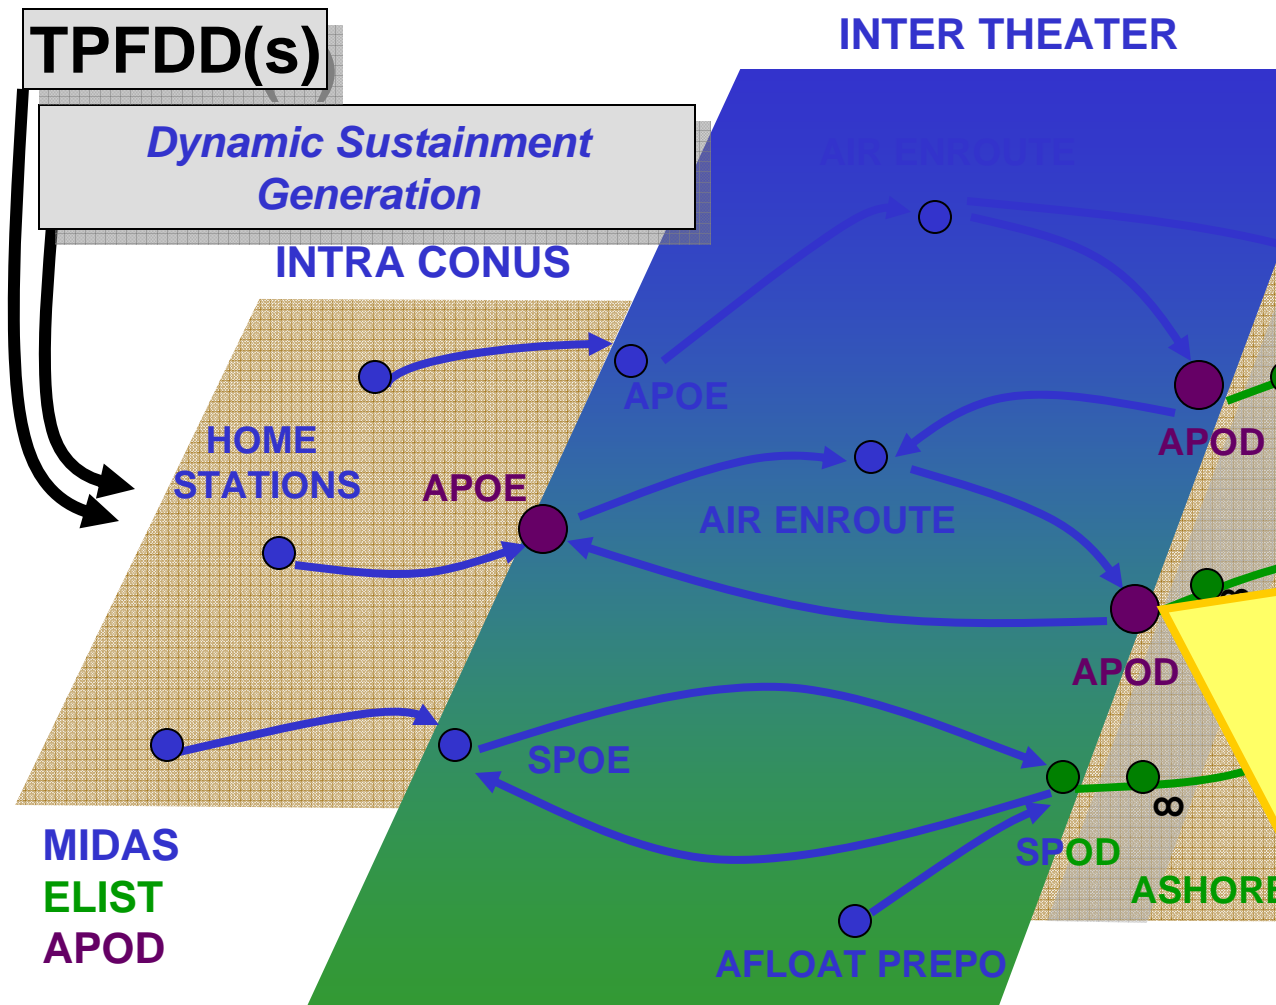 TPFDD(s)
INTER THEATER
Dynamic Sustainment
Generation
AIR ENROUTE
INTRA CONUS
APOE
HOME
STATIONS
APOE
APOD
AIR ENROUTE
APOD
SPOE
∞
∞
SPOD
ASHORE
AFLOAT PREPO
MIDAS
ELIST
APOD